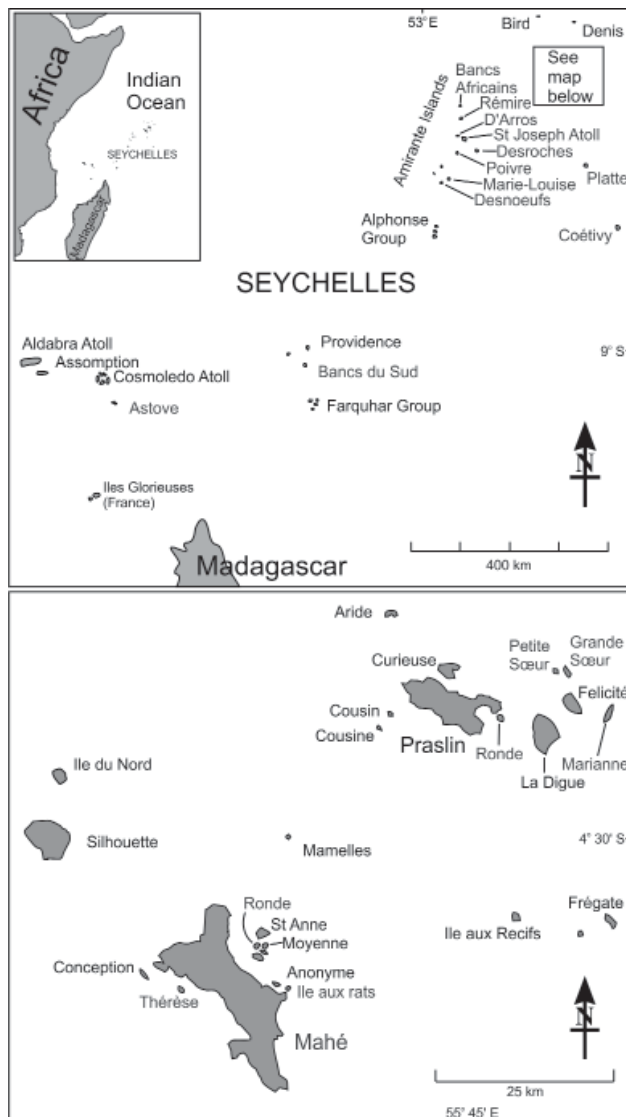 Africa
Indian
Ocean
SEYCHELLES
Madagascar
53° E
Bird
Denis
See
map
below
Amirante Islands
Bancs
Africains
Rémire
D'Arros
St Joseph Atoll
Desroches
Poivre
Marie-Louise
Desnoeufs
Platte
Alphonse
Group
Coétivy
SEYCHELLES
Aldabra Atoll
Assomption
Cosmoledo Atoll
Astove
Providence
Bancs du Sud
Farquhar Group
9° S
Iles Glorieuses
(France)
N
Madagascar
400 km
Aride
Curieuse
Petite
Sœur
Grande
Sœur
Felicité
Cousin
Cousine
Praslin
Ronde
Marianne
La Digue
Ile du Nord
Silhouette
Mamelles
4° 30' S
Ronde
St Anne
Moyenne
Frégate
Ile aux Recifs
Conception
Thérèse
Anonyme
Ile aux rats
Mahé
N
25 km
55° 45' E